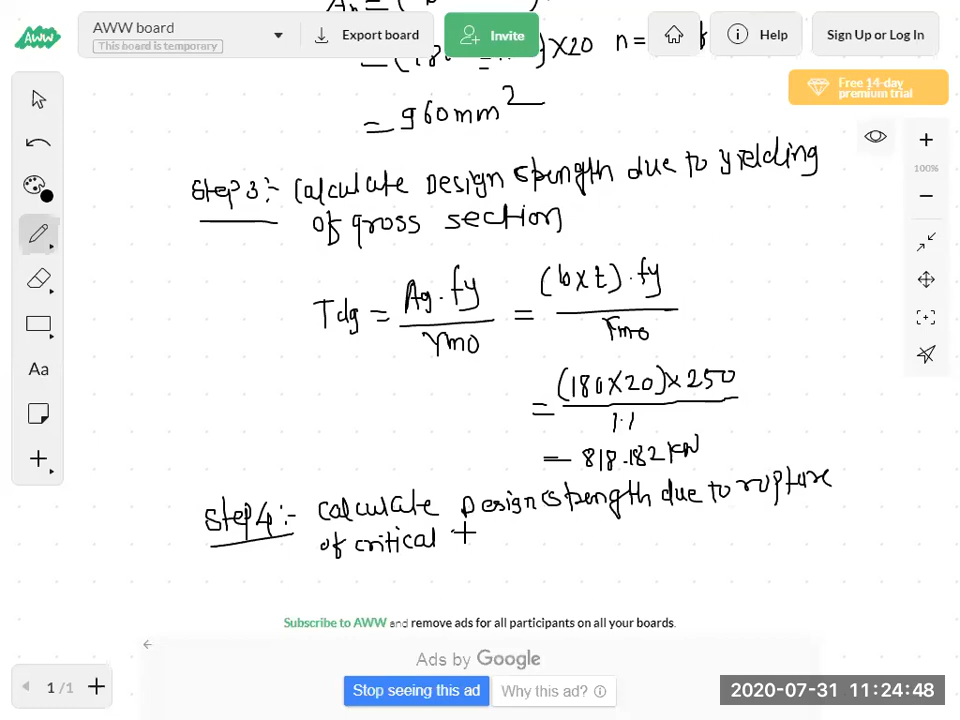 AWW board
This board is temporary
Export board
Invite
Help
Sign Up or Log In
Free 14-day
premium trial
100%
X20 n=
= 960mm2
Step 3:- Calculate Design strength due to yielding
of gross section
Tdg = Ag.fy / γm0 = (bxt).fy / γm0
= (180x20)x250 / 1.1
= 818.182 kN
Step 4:- Calculate Design strength due to rupture
of critical
Aa
Subscribe to AWW and remove ads for all participants on all your boards.
Ads by Google
Stop seeing this ad
Why this ad?
1 /1
2020-07-31 11:24:48